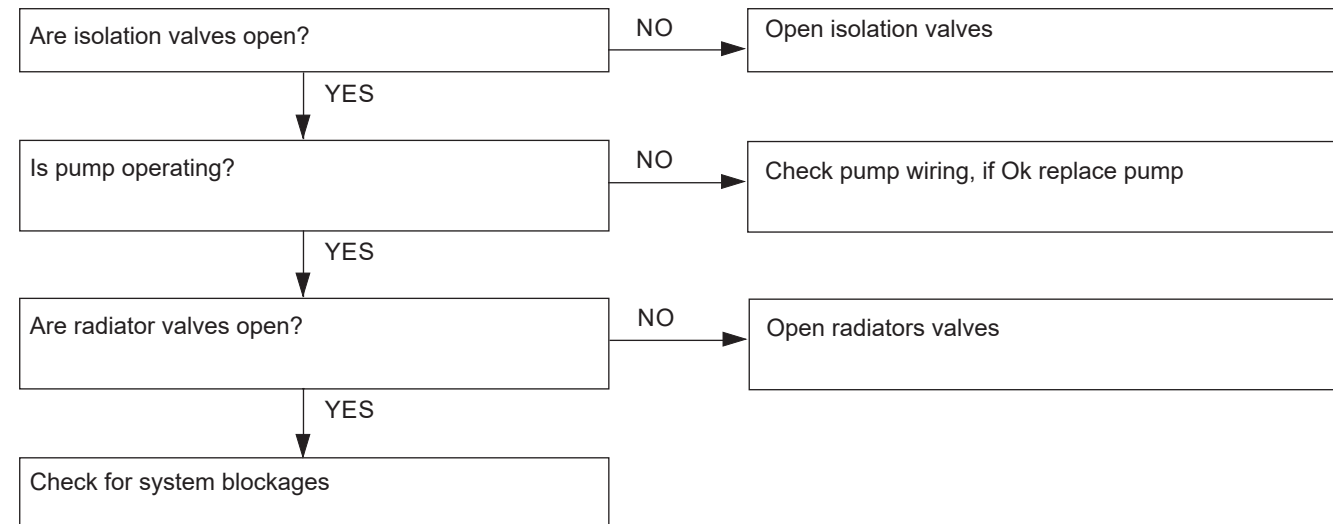 Are isolation valves open?
NO
Open isolation valves
YES
Is pump operating?
NO
Check pump wiring, if Ok replace pump
YES
Are radiator valves open?
NO
Open radiators valves
YES
Check for system blockages